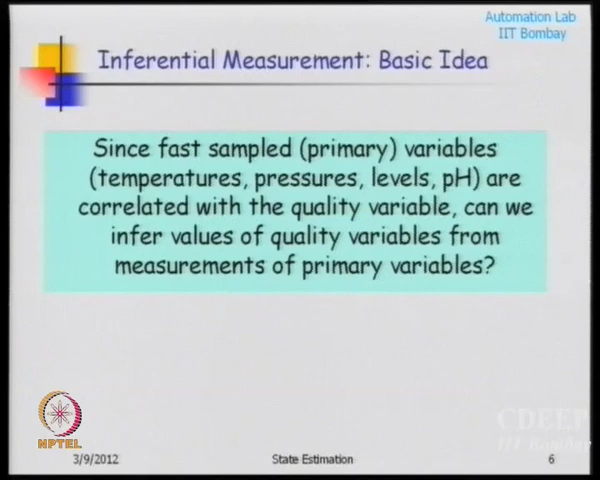 Automation Lab
IIT Bombay
Inferential Measurement: Basic Idea
Since fast sampled (primary) variables
(temperatures, pressures, levels, pH) are
correlated with the quality variable, can we
infer values of quality variables from
measurements of primary variables?
NPTEL
CDEEP
IIT Bombay
3/9/2012
State Estimation
6